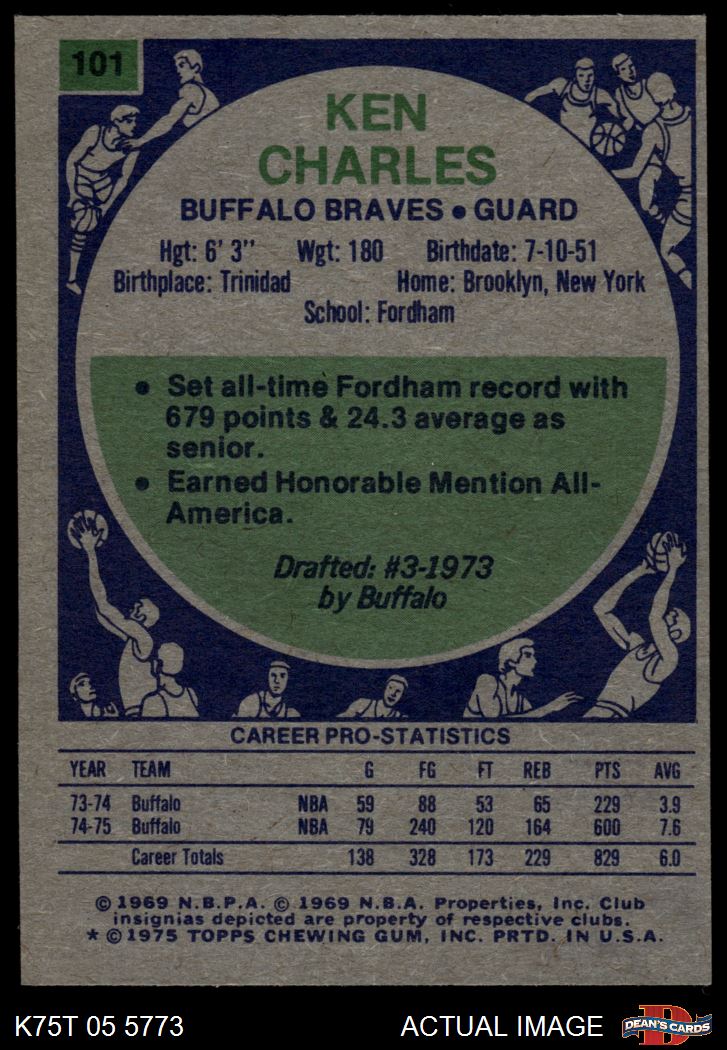 101
KEN
CHARLES
BUFFALO BRAVES • GUARD
Hgt: 6' 3" Wgt: 180 Birthdate: 7-10-51
Birthplace: Trinidad Home: Brooklyn, New York
School: Fordham
• Set all-time Fordham record with
679 points & 24.3 average as
senior.
• Earned Honorable Mention All-
America.
Drafted: #3-1973
by Buffalo
CAREER PRO-STATISTICS
YEAR TEAM G FG FT REB PTS AVG
73-74 Buffalo NBA 59 88 53 65 229 3.9
74-75 Buffalo NBA 79 240 120 164 600 7.6
Career Totals 138 328 173 229 829 6.0
© 1969 N.B.P.A. © 1969 N.B.A. Properties, Inc. Club
insignias depicted are property of respective clubs.
* © 1975 TOPPS CHEWING GUM, INC. PRTD. IN U.S.A.
K75T 05 5773 ACTUAL IMAGE
D
DEAN'S CARDS